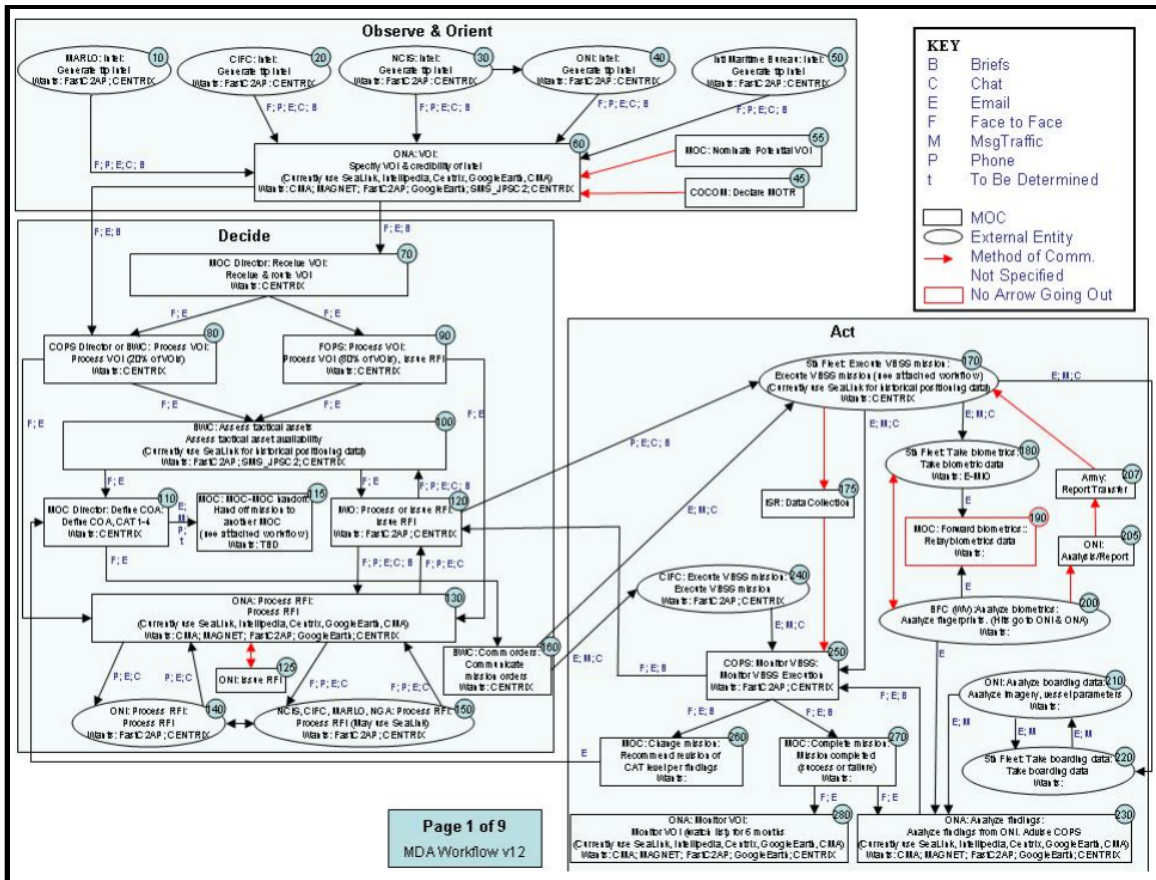 Observe & Orient
10
MARLO: Intel:
Generate tip Intel
Wants: FastC2AP; CENTRIX
20
CIFC: Intel:
Generate tip Intel
Wants: FastC2AP; CENTRIX
30
NCIS: Intel:
Generate tip Intel
Wants: FastC2AP; CENTRIX
40
ONI: Intel:
Generate tip Intel
Wants: FastC2AP; CENTRIX
50
Intl Maritime Bureau: Intel:
Generate tip Intel
Wants: FastC2AP; CENTRIX
F; P; E; C; B
F; P; E; C; B
F; P; E; C; B
F; P; E; C; B
F; P; E; C; B
60
ONA: VOI:
Specify VOI & credibility of Intel
(Currently use SeaLink, Intellipedia, Centrix, GoogleEarth, CMA)
Wants: CMA; MAGNET; FastC2AP; GoogleEarth; SMS_JPSC2; CENTRIX
55
MOC: Nominate Potential VOI
45
COCOM: Declare MOTR
KEY
B Briefs
C Chat
E Email
F Face to Face
M MsgTraffic
P Phone
t To Be Determined
MOC
External Entity
Method of Comm.
Not Specified
No Arrow Going Out
F; E; B
F; E; B
Decide
70
MOC Director: Receive VOI:
Receive & route VOI
Wants: CENTRIX
F; E
F; E
80
COPS Director or BWC: Process VOI:
Process VOI (20% of VOIs)
Wants: CENTRIX
90
FOPS: Process VOI:
Process VOI (80% of VOIs), Issue RFI
Wants: CENTRIX
F; E
F; E
F; E
F; E
100
BWC: Assess tactical assets
Assess tactical asset availability
(Currently use SeaLink for historical positioning data)
Wants: FastC2AP; SMS_JPSC2; CENTRIX
F; E
F; E
F; P; E; C; B
110
MOC Director: Define COA:
Define COA, CAT 1-4
Wants: CENTRIX
E;
M;
P;
t
115
MOC: MOC-MOC handoff:
Hand off mission to
another MOC
(see attached workflow)
Wants: TBD
120
IWO: Process or Issue RFI:
Issue RFI
Wants: FastC2AP; CENTRIX
F; E
F; P; E; C; B
F; P; E; C; B
130
ONA: Process RFI:
Process RFI
(Currently use SeaLink, Intellipedia, Centrix, GoogleEarth, CMA)
Wants: CMA; MAGNET; FastC2AP; GoogleEarth; CENTRIX
P; E; C
P; E; C
125
ONI: Issue RFI
F; P; E; C
P; E; C
140
ONI: Process RFI:
Process RFI
Wants: FastC2AP; CENTRIX
150
NCIS, CIFC, MARLO, NGA: Process RFI:
Process RFI (May use SeaLink)
Wants: FastC2AP; CENTRIX
160
BWC: Comm orders:
Communicate
mission orders
Wants: CENTRIX
Act
170
5th Fleet: Execute VBSS mission:
Execute VBSS mission (see attached workflow)
(Currently use SeaLink for historical positioning data)
Wants: CENTRIX
E; M; C
P; E; C; B
E; M; C
E; M; C
E; M; C
180
5th Fleet: Take biometrics:
Take biometric data
Wants: E-MIO
175
ISR: Data Collection
E
207
Army:
Report Transfer
190
MOC: Forward biometrics::
Relay biometrics data
Wants:
205
ONI:
Analysis/Report
E
200
BFC (WV): Analyze biometrics:
Analyze fingerprints. (Hits go to ONI & ONA)
Wants:
240
CIFC: Execute VBSS mission:
Execute VBSS mission
Wants: FastC2AP; CENTRIX
E; M; C
E; M; C
E
250
COPS: Monitor VBSS:
Monitor VBSS Execution
Wants: FastC2AP; CENTRIX
F; E; B
F; E; B
F; E; B
F; E; B
210
ONI: Analyze boarding data:
Analyze imagery, vessel parameters
Wants:
E; M
E; M
220
5th Fleet: Take boarding data:
Take boarding data
Wants:
E
260
MOC: Change mission:
Recommend revision of
CAT level per findings
Wants:
270
MOC: Complete mission:
Mission completed
(success or failure)
Wants:
F; E
F; E
280
ONA: Monitor VOI:
Monitor VOI (watch list) for 6 months
(Currently use SeaLink, Intellipedia, Centrix, GoogleEarth, CMA)
Wants: CMA; MAGNET; FastC2AP; GoogleEarth; CENTRIX
230
ONA: Analyze findings:
Analyze findings from ONI. Advise COPS
(Currently use SeaLink, Intellipedia, Centrix, GoogleEarth, CMA)
Wants: CMA; MAGNET; FastC2AP; GoogleEarth; CENTRIX
Page 1 of 9
MDA Workflow v12